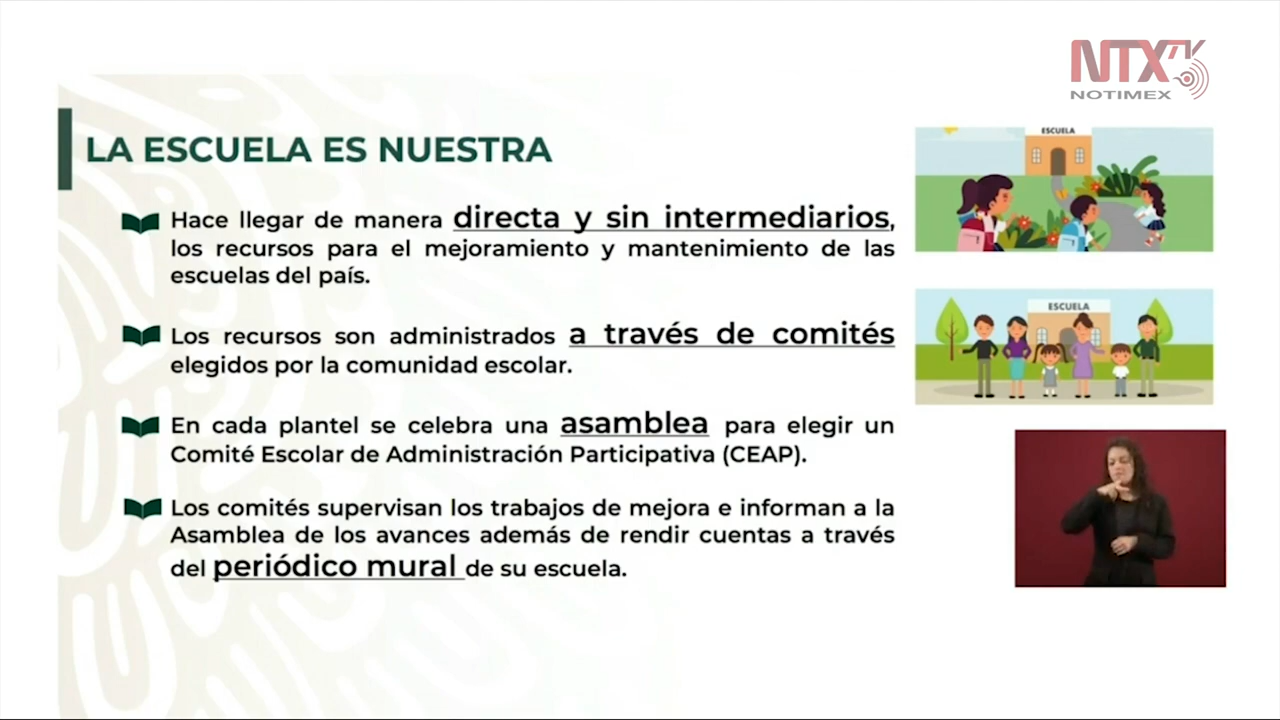 NTX
NOTIMEX
LA ESCUELA ES NUESTRA
Hace llegar de manera directa y sin intermediarios,
los recursos para el mejoramiento y mantenimiento de las
escuelas del país.
Los recursos son administrados a través de comités
elegidos por la comunidad escolar.
En cada plantel se celebra una asamblea para elegir un
Comité Escolar de Administración Participativa (CEAP).
Los comités supervisan los trabajos de mejora e informan a la
Asamblea de los avances además de rendir cuentas a través
del periódico mural de su escuela.
ESCUELA
ESCUELA